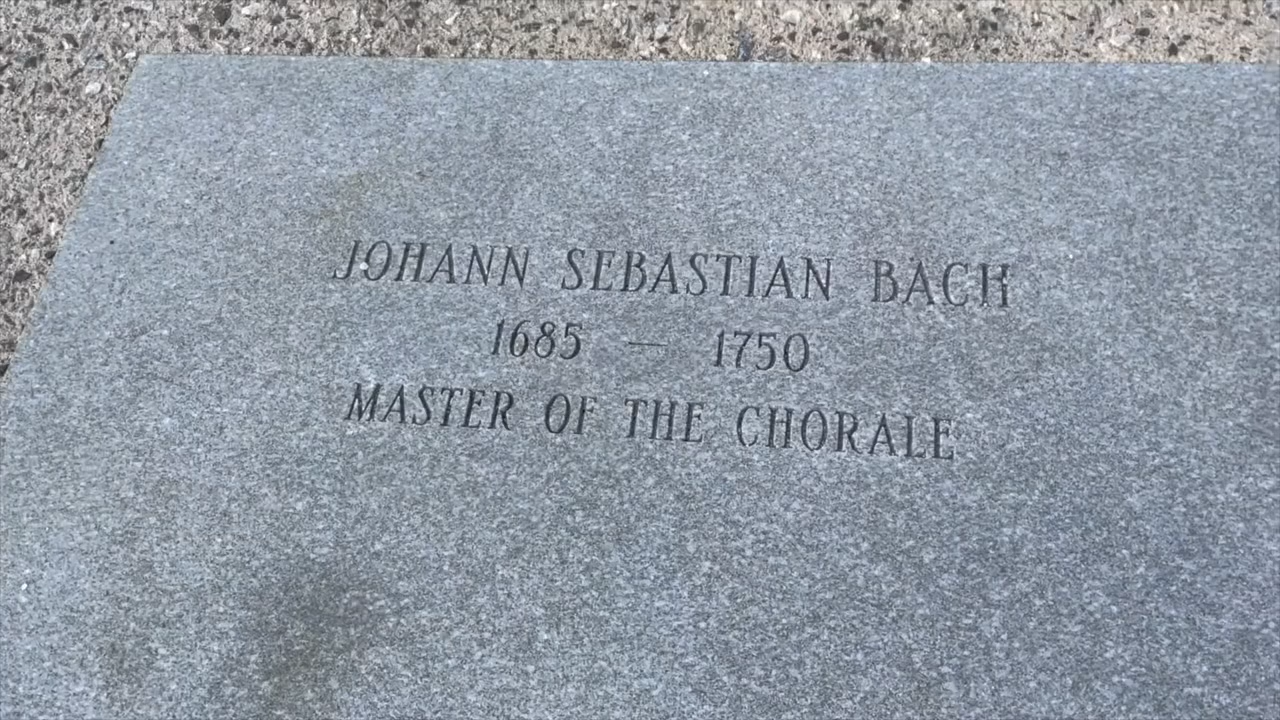 JOHANN SEBASTIAN BACH
1685 — 1750
MASTER OF THE CHORALE